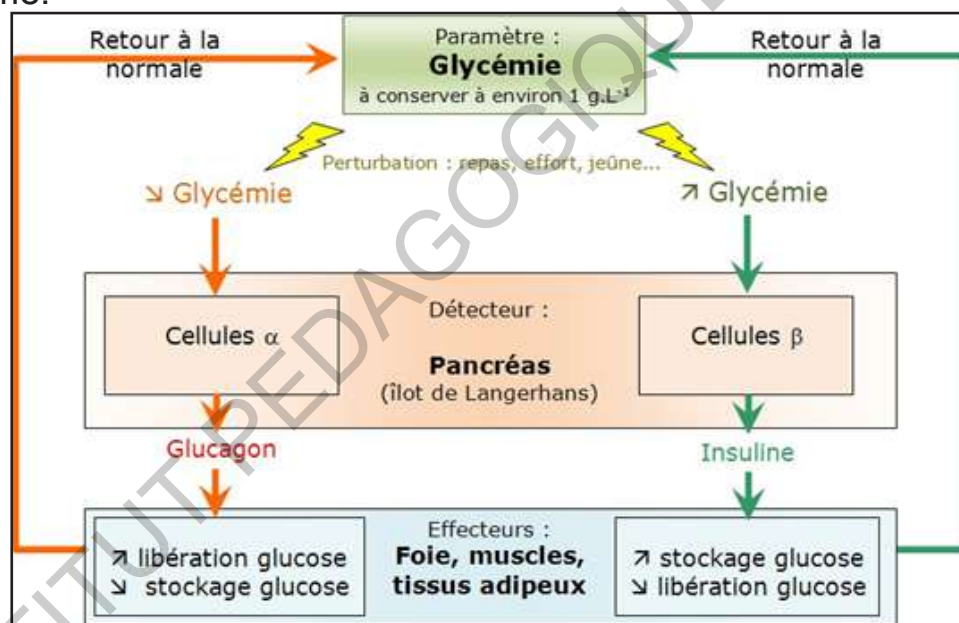 Retour à la
normale
Paramètre :
Glycémie
à conserver à environ 1 g.L⁻¹
Retour à la
normale
Perturbation : repas, effort, jeûne...
↘ Glycémie
↗ Glycémie
Cellules α
Détecteur :
Pancréas
(îlot de Langerhans)
Cellules β
Glucagon
Insuline
↗ libération glucose
↘ stockage glucose
Effecteurs :
Foie, muscles,
tissus adipeux
↗ stockage glucose
↘ libération glucose
TITUT PEDAGOGIQUE